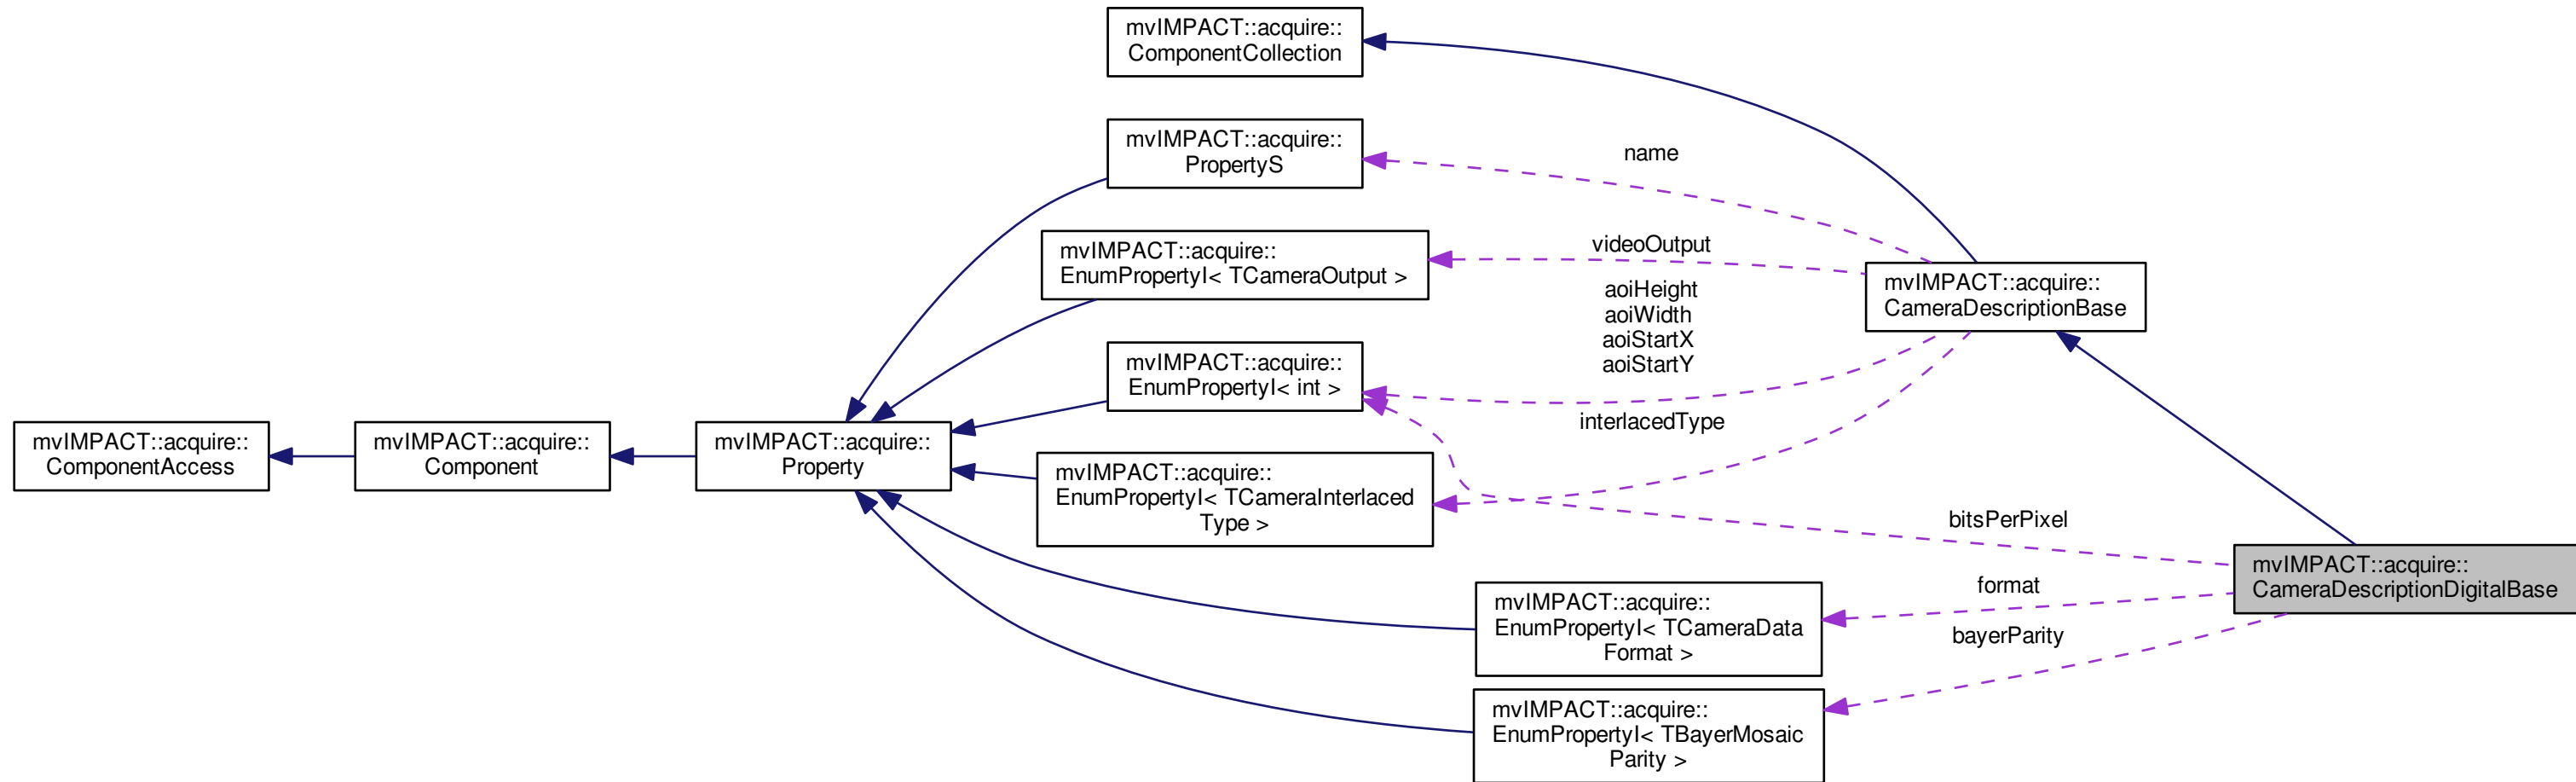 mvIMPACT::acquire::
ComponentCollection
mvIMPACT::acquire::
PropertyS
name
mvIMPACT::acquire::
EnumPropertyI< TCameraOutput >
videoOutput
mvIMPACT::acquire::
CameraDescriptionBase
aoiHeight
aoiWidth
aoiStartX
aoiStartY
mvIMPACT::acquire::
EnumPropertyI< int >
interlacedType
mvIMPACT::acquire::
ComponentAccess
mvIMPACT::acquire::
Component
mvIMPACT::acquire::
Property
mvIMPACT::acquire::
EnumPropertyI< TCameraInterlaced
Type >
bitsPerPixel
mvIMPACT::acquire::
CameraDescriptionDigitalBase
format
mvIMPACT::acquire::
EnumPropertyI< TCameraData
Format >
bayerParity
mvIMPACT::acquire::
EnumPropertyI< TBayerMosaic
Parity >